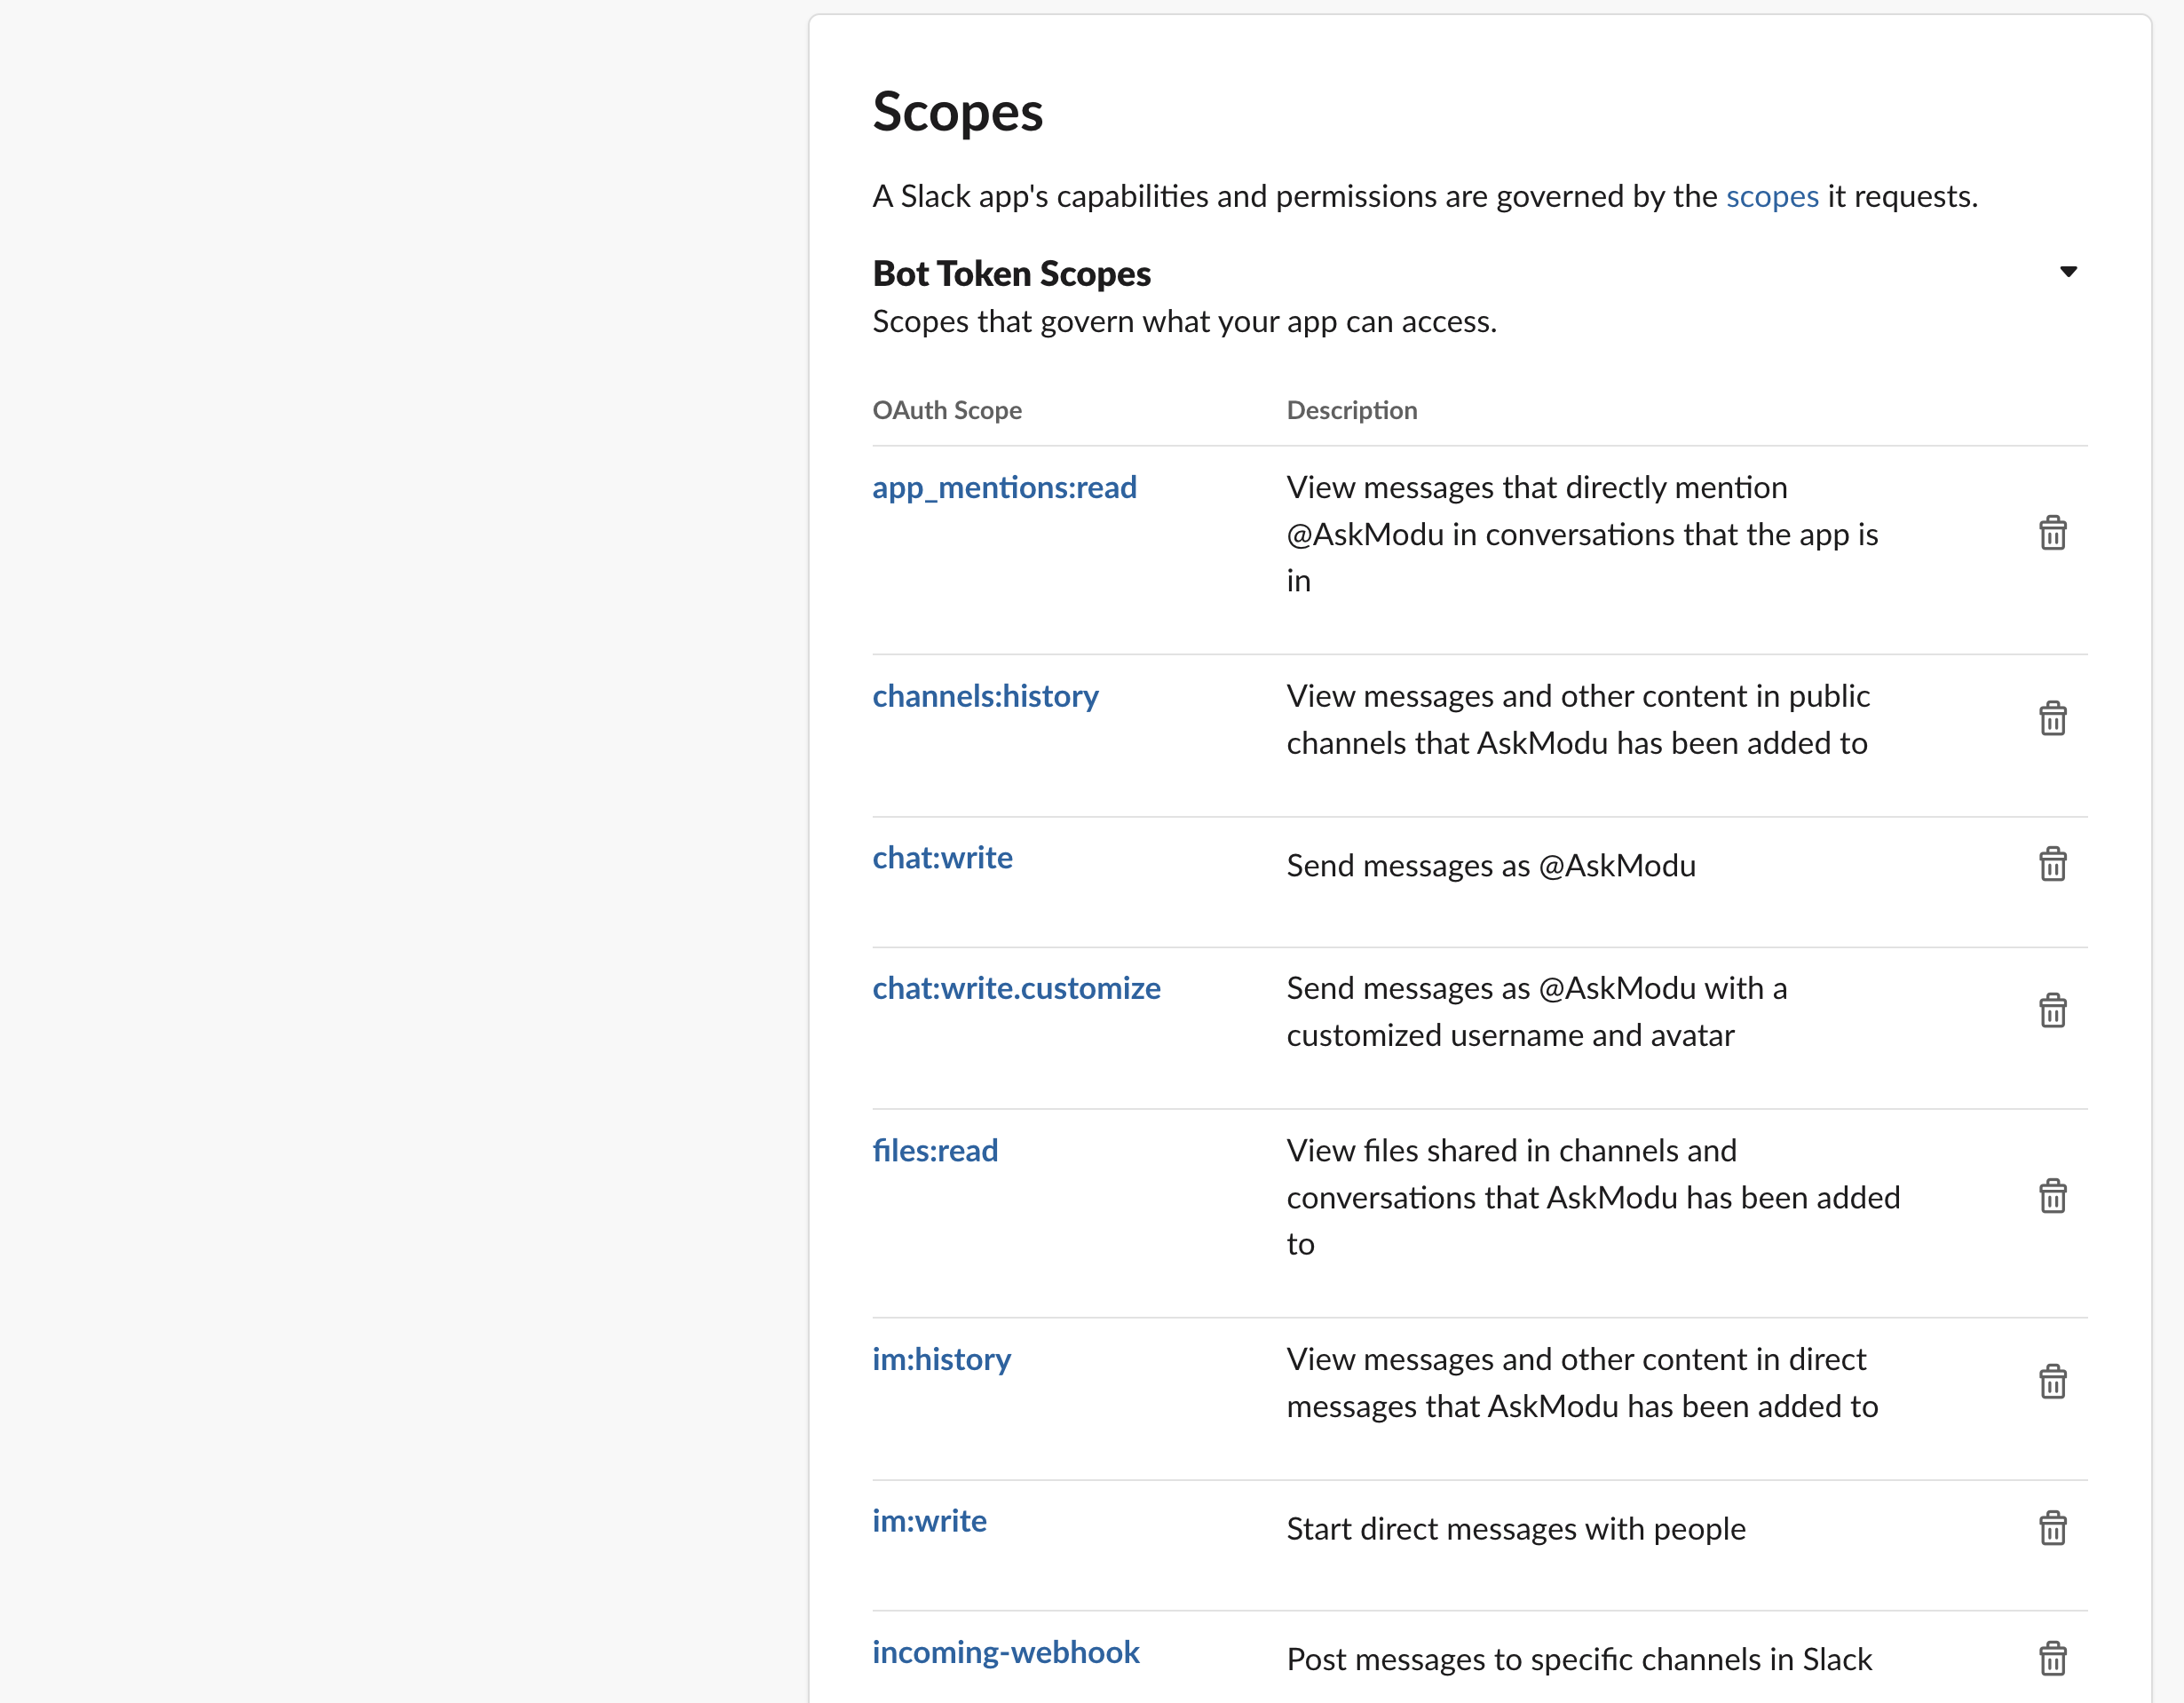 Scopes
A Slack app's capabilities and permissions are governed by the scopes it requests.
Bot Token Scopes
Scopes that govern what your app can access.
OAuth Scope Description
app_mentions:read View messages that directly mention
@AskModu in conversations that the app is
in
channels:history View messages and other content in public
channels that AskModu has been added to
chat:write Send messages as @AskModu
chat:write.customize Send messages as @AskModu with a
customized username and avatar
files:read View files shared in channels and
conversations that AskModu has been added
to
im:history View messages and other content in direct
messages that AskModu has been added to
im:write Start direct messages with people
incoming-webhook Post messages to specific channels in Slack